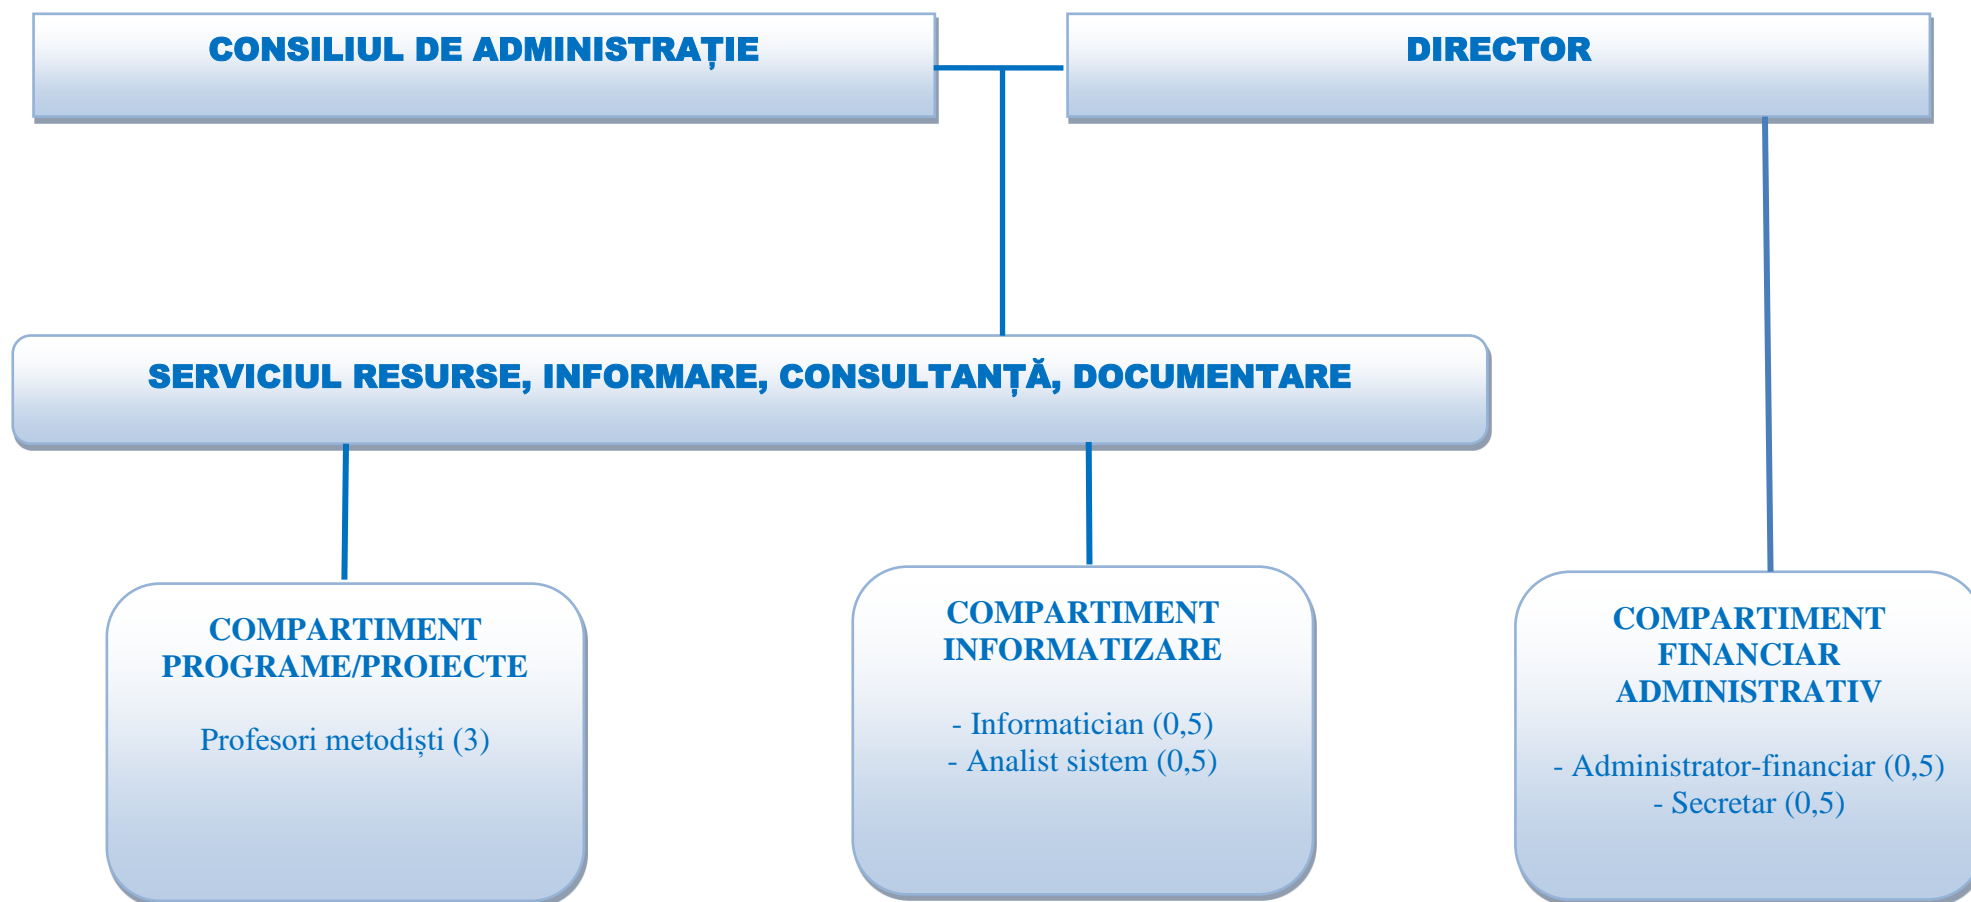 CONSILIUL DE ADMINISTRAȚIE
DIRECTOR
SERVICIUL RESURSE, INFORMARE, CONSULTANȚĂ, DOCUMENTARE
COMPARTIMENT
PROGRAME/PROIECTE
Profesori metodiști (3)
COMPARTIMENT
INFORMATIZARE
- Informatician (0,5)
- Analist sistem (0,5)
COMPARTIMENT
FINANCIAR
ADMINISTRATIV
- Administrator-financiar (0,5)
- Secretar (0,5)